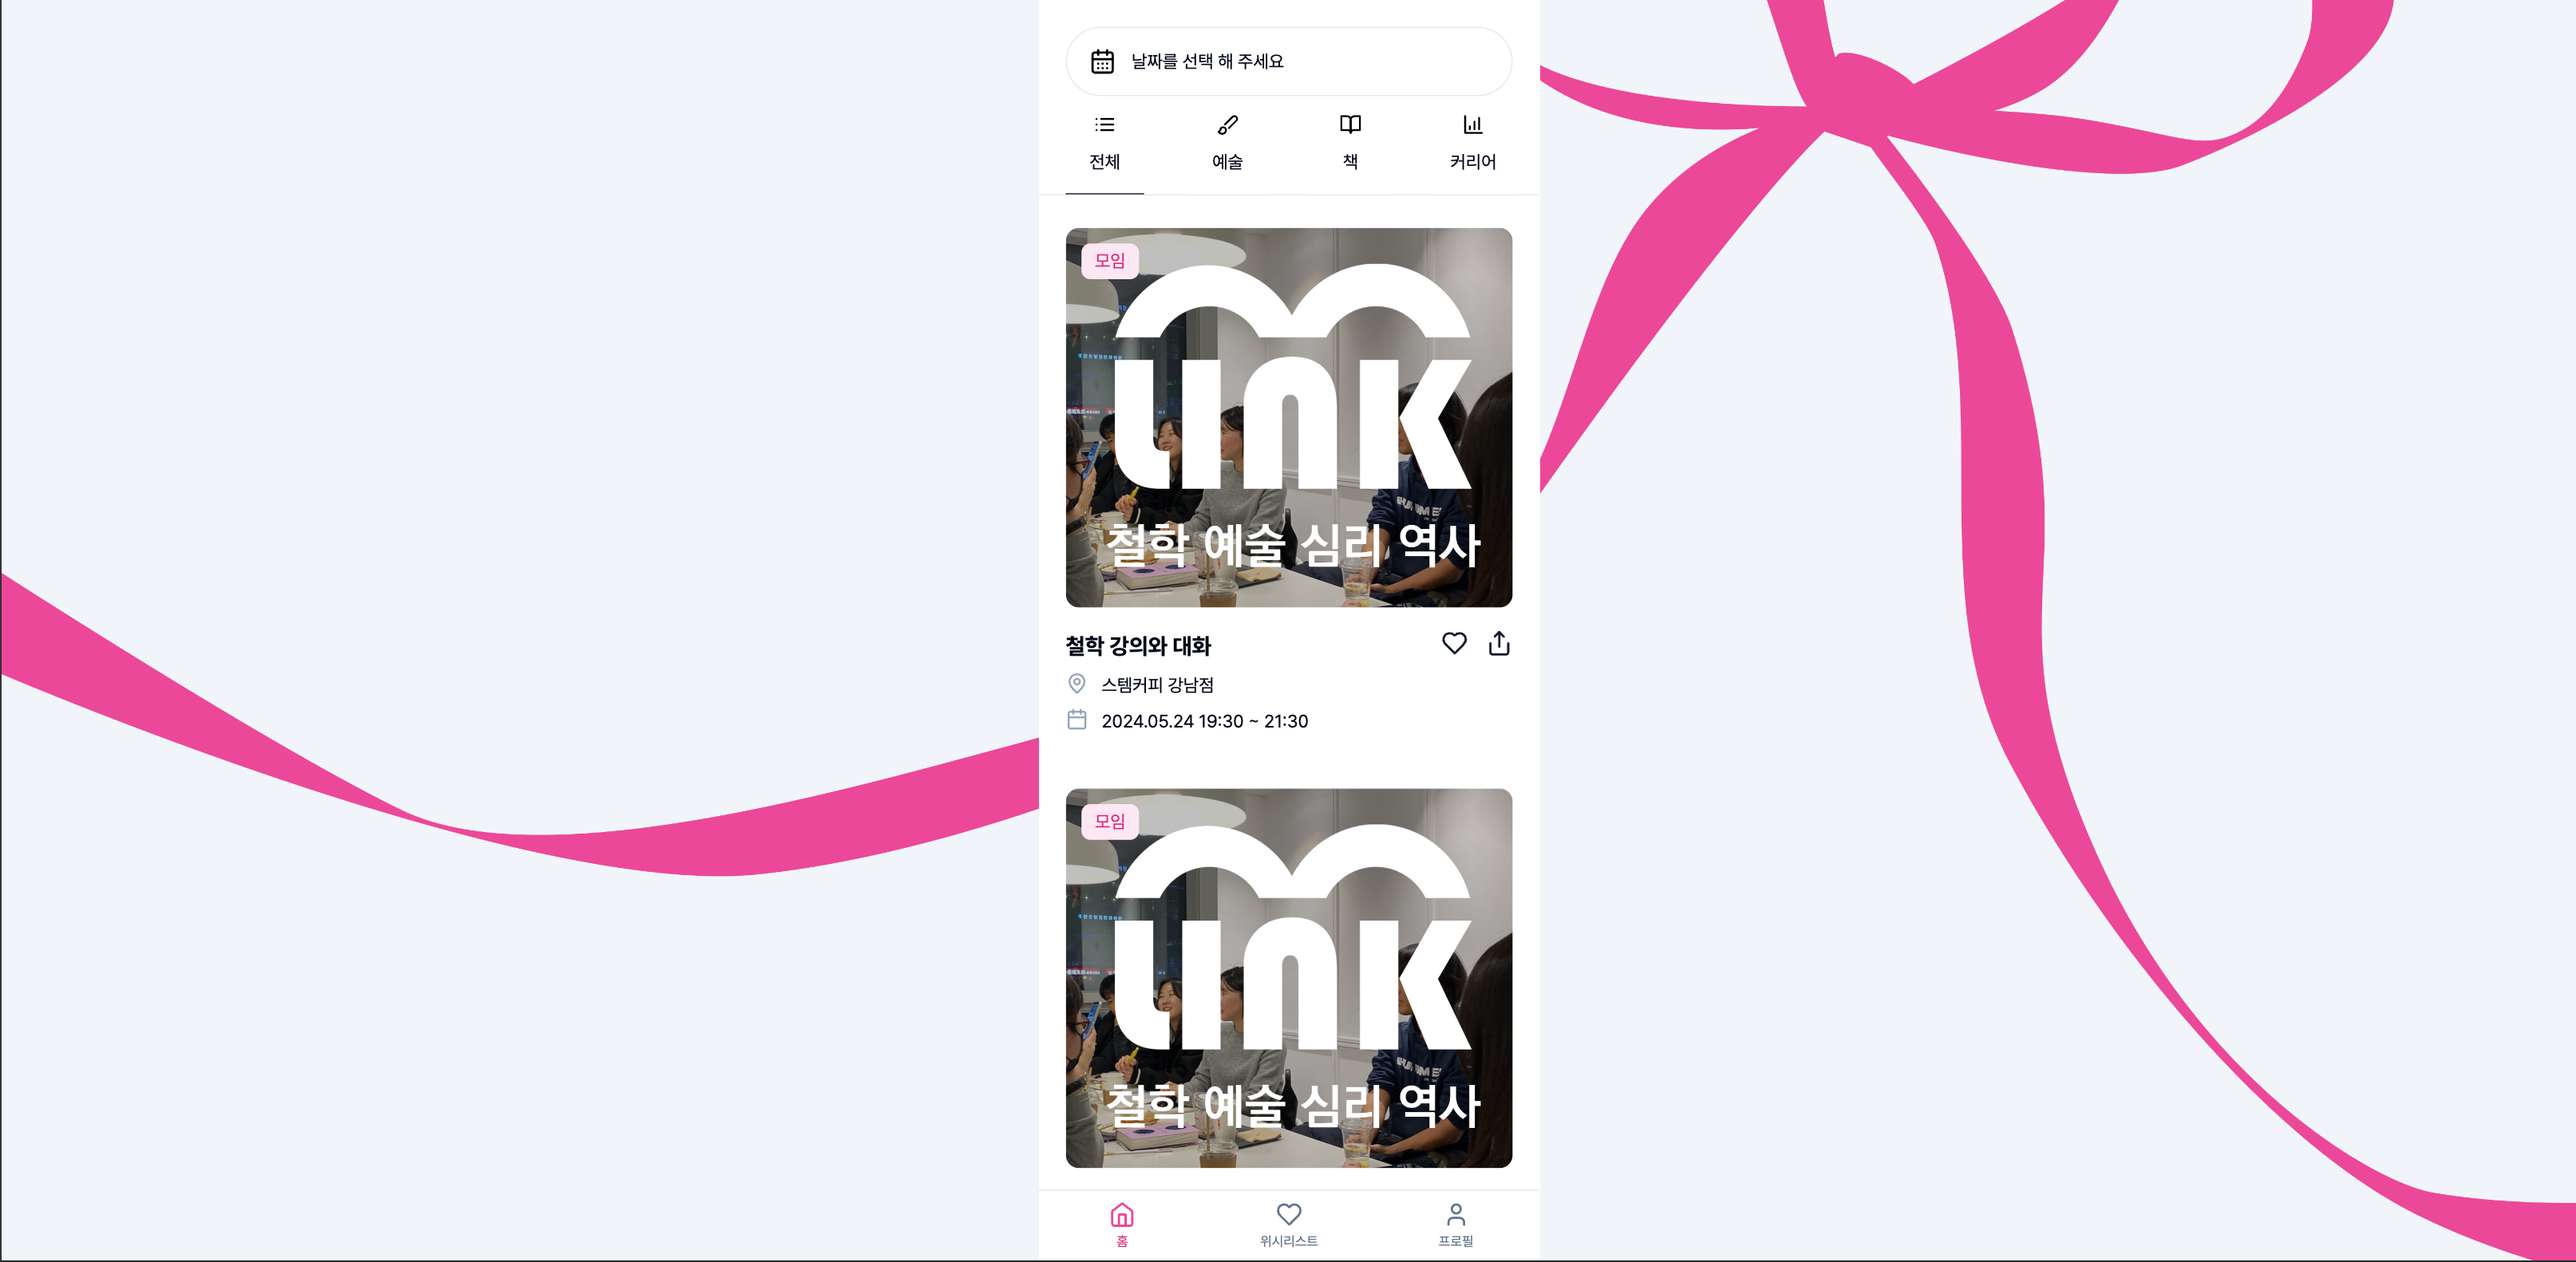 날짜를 선택 해 주세요
전체 예술 책 커리어
모임
LINK
철학 예술 심리 역사
철학 강의와 대화
스템커피 강남점
2024.05.24 19:30 ~ 21:30
모임
LINK
철학 예술 심리 역사
홈 위시리스트 프로필